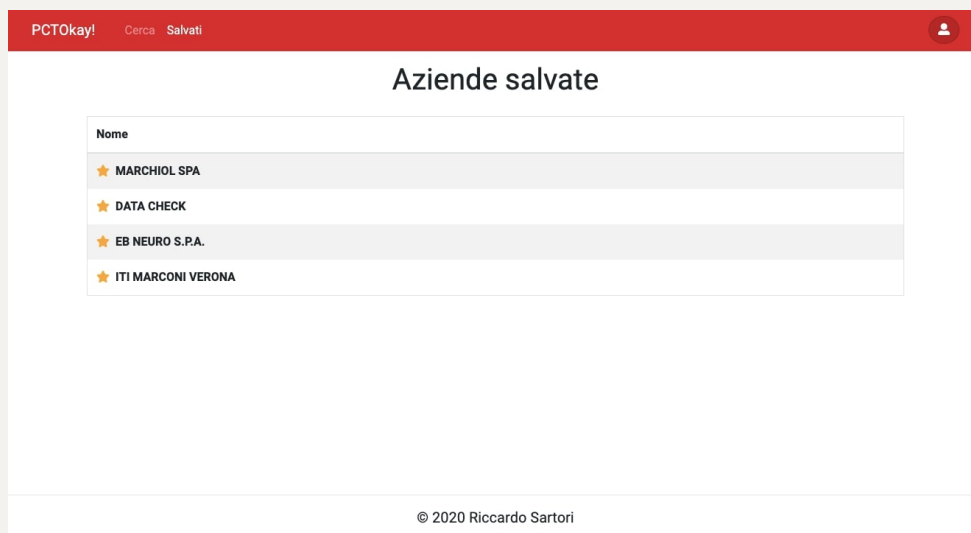 PCTOkay! Cerca Salvati
Aziende salvate
Nome
MARCHIOL SPA
DATA CHECK
EB NEURO S.P.A.
ITI MARCONI VERONA
© 2020 Riccardo Sartori